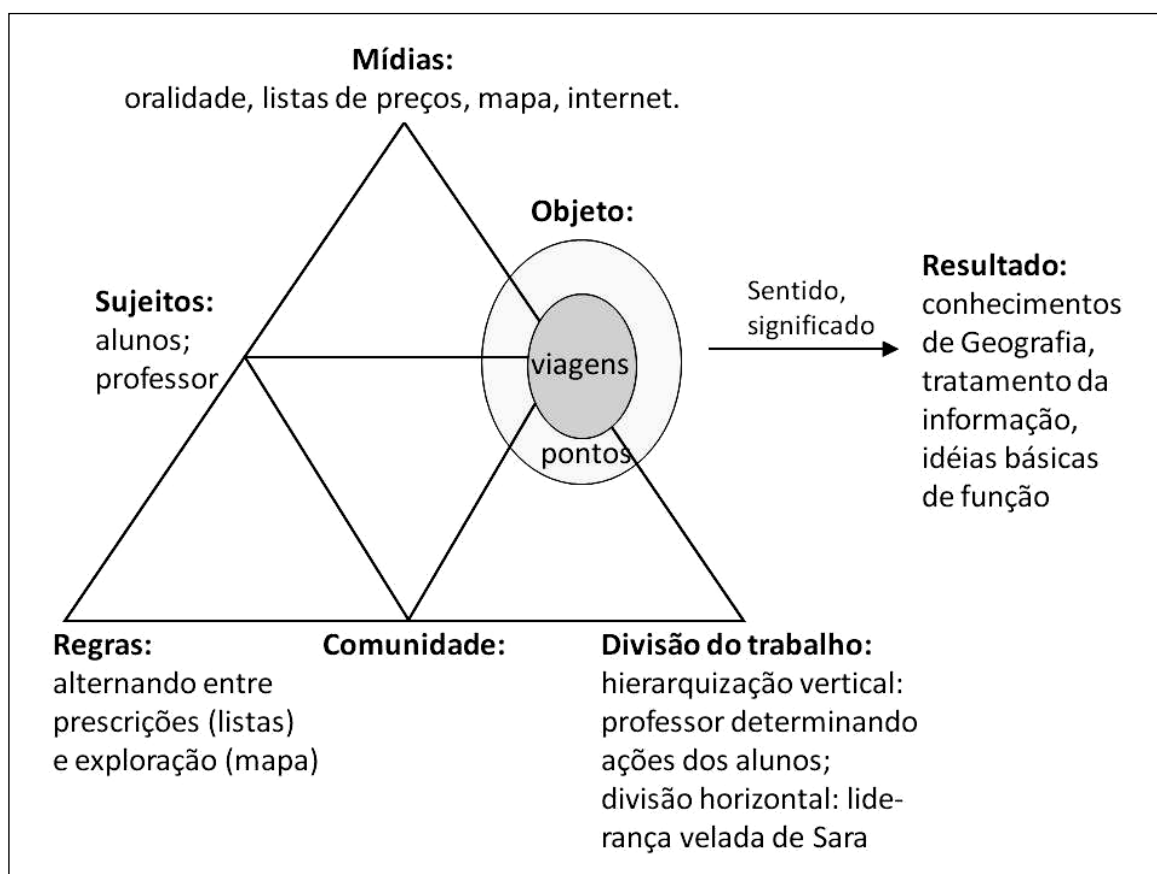 Mídias:
oralidade, listas de preços, mapa, internet.
Objeto:
Sujeitos:
alunos;
professor
viagens
pontos
Sentido,
significado
Resultado:
conhecimentos
de Geografia,
tratamento da
informação,
idéias básicas
de função
Regras:
alternando entre
prescrições (listas)
e exploração (mapa)
Comunidade:
Divisão do trabalho:
hierarquização vertical:
professor determinando
ações dos alunos;
divisão horizontal: lide-
rança velada de Sara